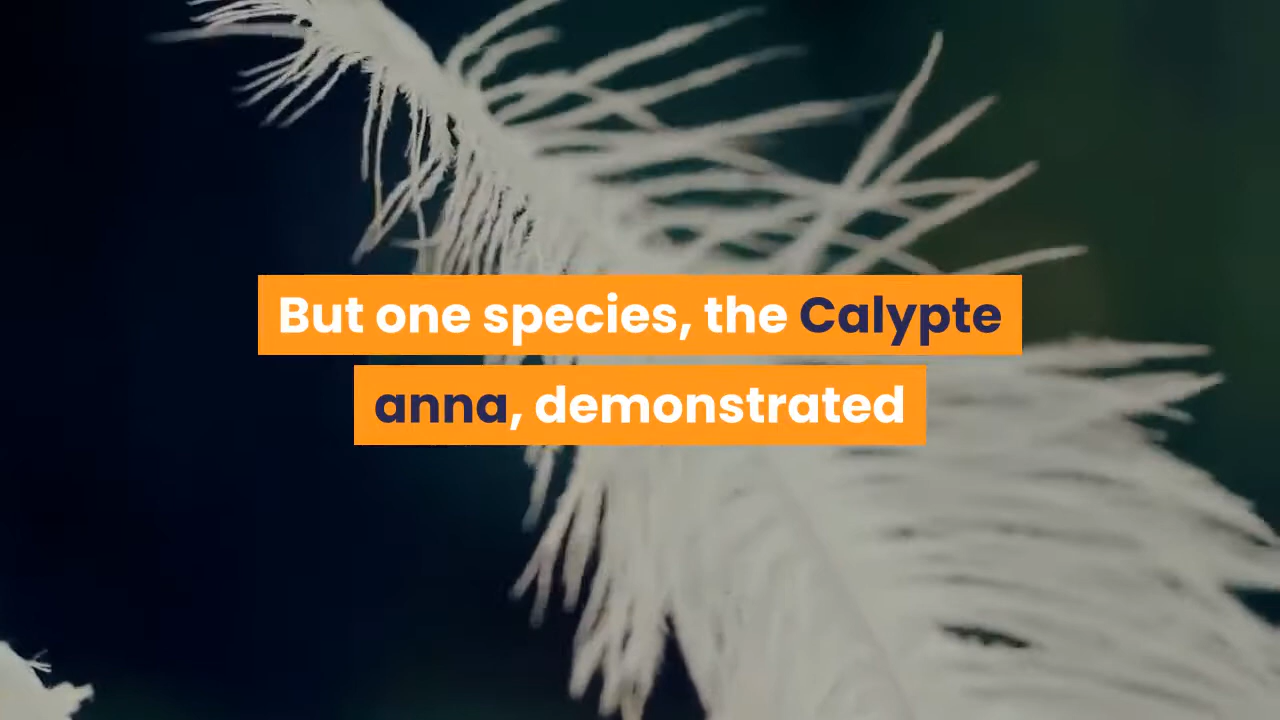 But one species, the Calypte
anna, demonstrated